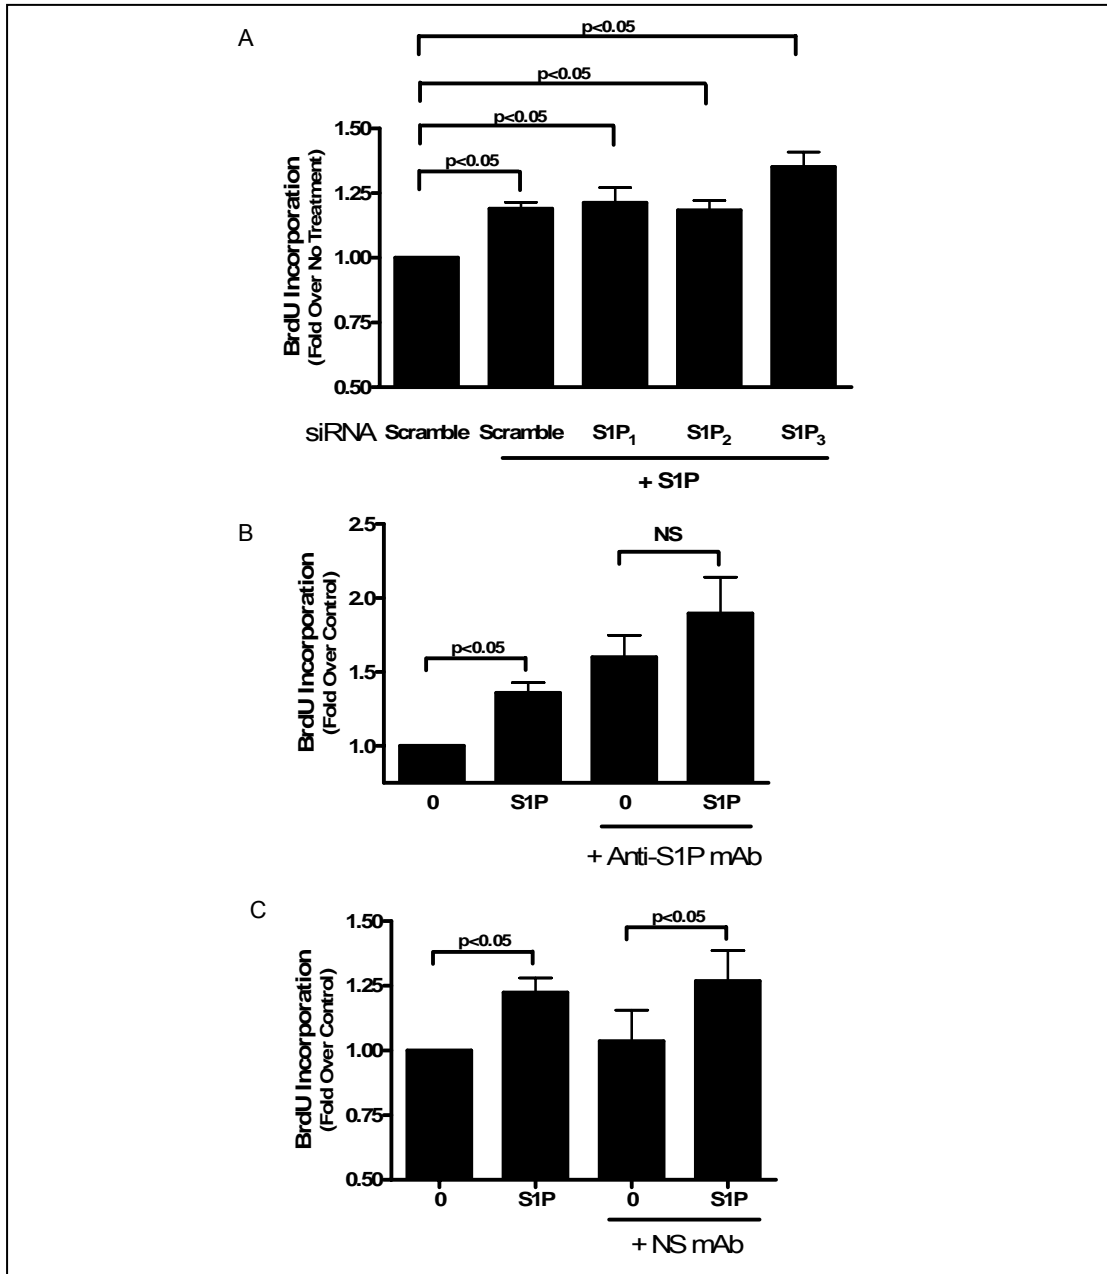 A
p<0.05
p<0.05
p<0.05
p<0.05
BrdU Incorporation
(Fold Over No Treatment)
1.50
1.25
1.00
0.75
0.50
siRNA Scramble Scramble S1P₁ S1P₂ S1P₃
+ S1P
B
NS
p<0.05
BrdU Incorporation
(Fold Over Control)
2.5
2.0
1.5
1.0
0 S1P 0 S1P
+ Anti-S1P mAb
C
p<0.05
p<0.05
BrdU Incorporation
(Fold Over Control)
1.50
1.25
1.00
0.75
0.50
0 S1P 0 S1P
+ NS mAb